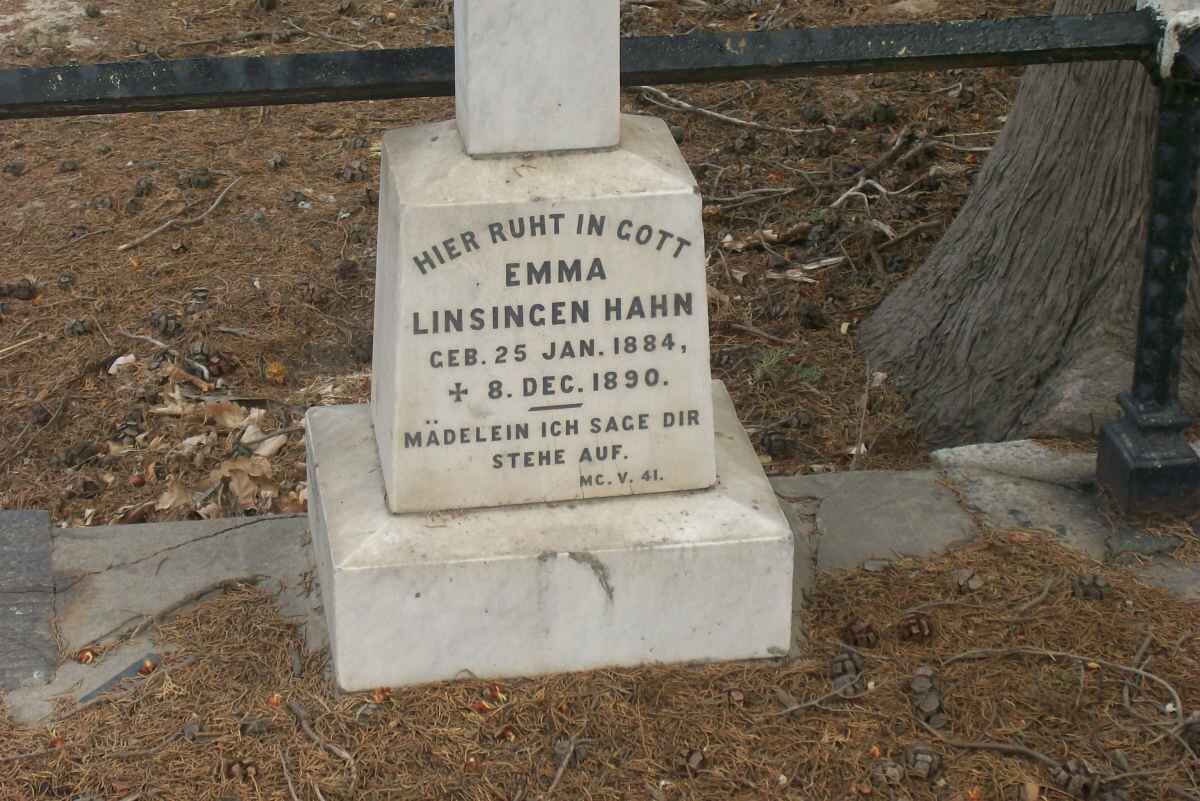 HIER RUHT IN GOTT
EMMA
LINSINGEN HAHN
GEB. 25 JAN. 1884,
✠ 8. DEC. 1890.
MÄDELEIN ICH SAGE DIR
STEHE AUF.
MC. V. 41.